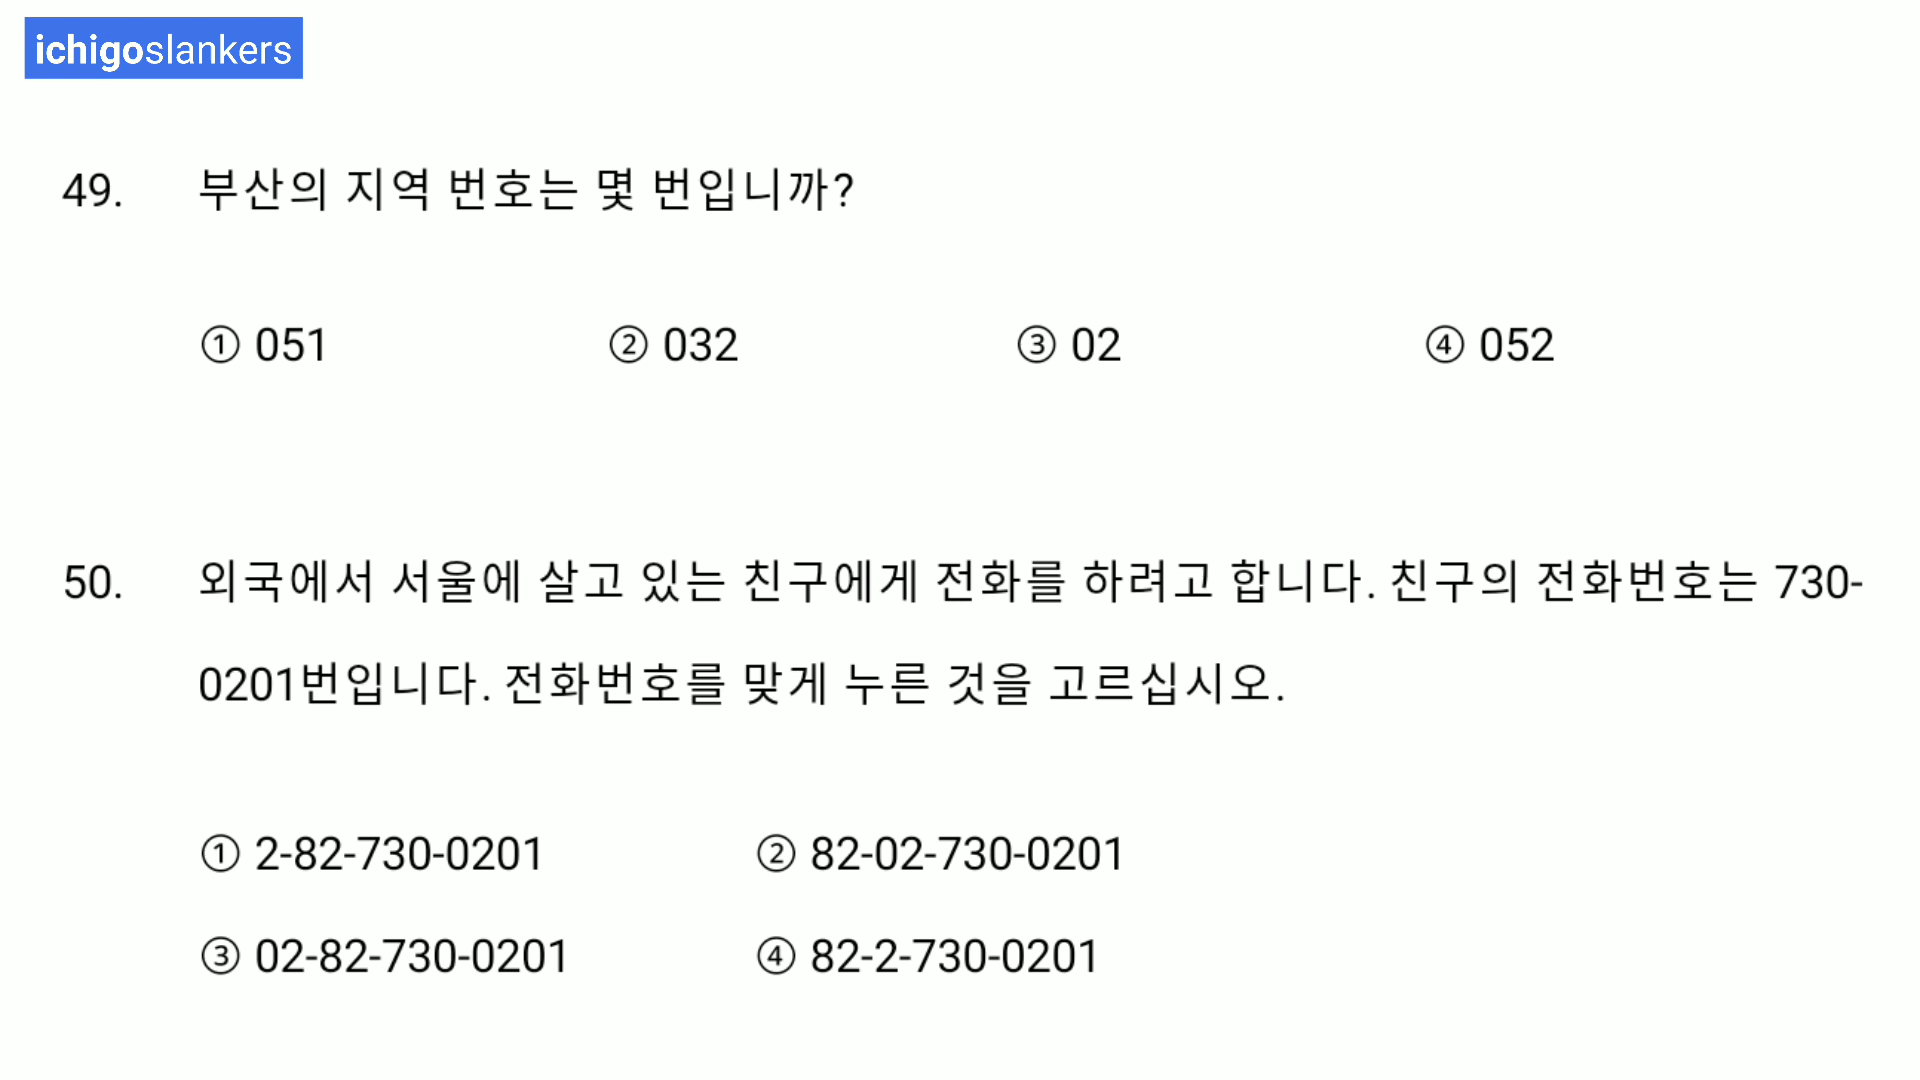 ichigoslankers
49. 부산의 지역 번호는 몇 번입니까?
① 051 ② 032 ③ 02 ④ 052
50. 외국에서 서울에 살고 있는 친구에게 전화를 하려고 합니다. 친구의 전화번호는 730-
0201번입니다. 전화번호를 맞게 누른 것을 고르십시오.
① 2-82-730-0201 ② 82-02-730-0201
③ 02-82-730-0201 ④ 82-2-730-0201